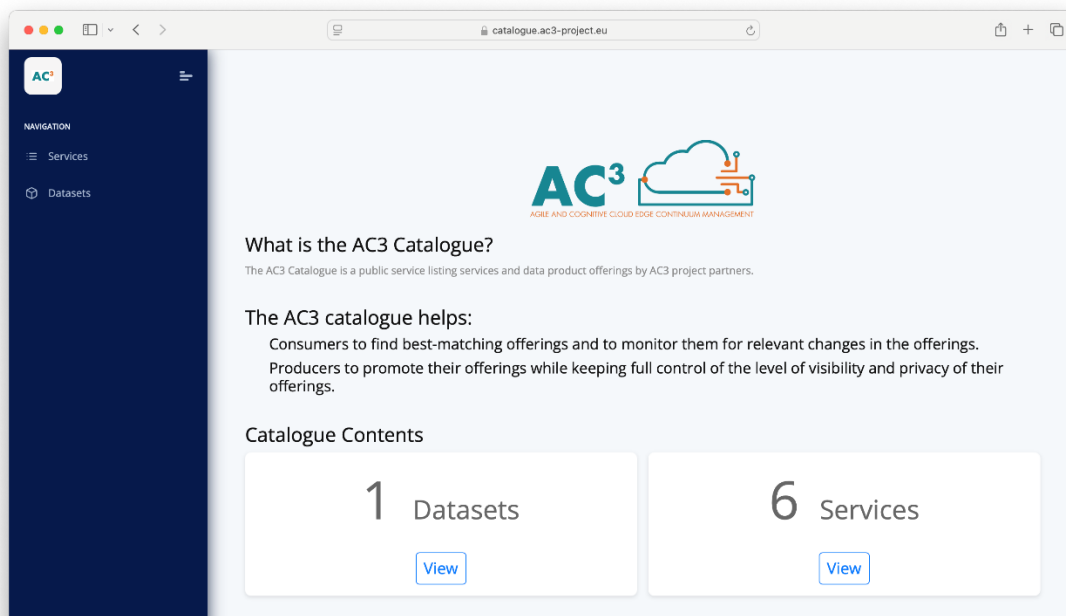 catalogue.ac3-project.eu
AC³
NAVIGATION
Services
Datasets
AC³
AGILE AND COGNITIVE CLOUD EDGE CONTINUUM MANAGEMENT
What is the AC3 Catalogue?
The AC3 Catalogue is a public service listing services and data product offerings by AC3 project partners.
The AC3 catalogue helps:
Consumers to find best-matching offerings and to monitor them for relevant changes in the offerings.
Producers to promote their offerings while keeping full control of the level of visibility and privacy of their
offerings.
Catalogue Contents
1 Datasets
View
6 Services
View